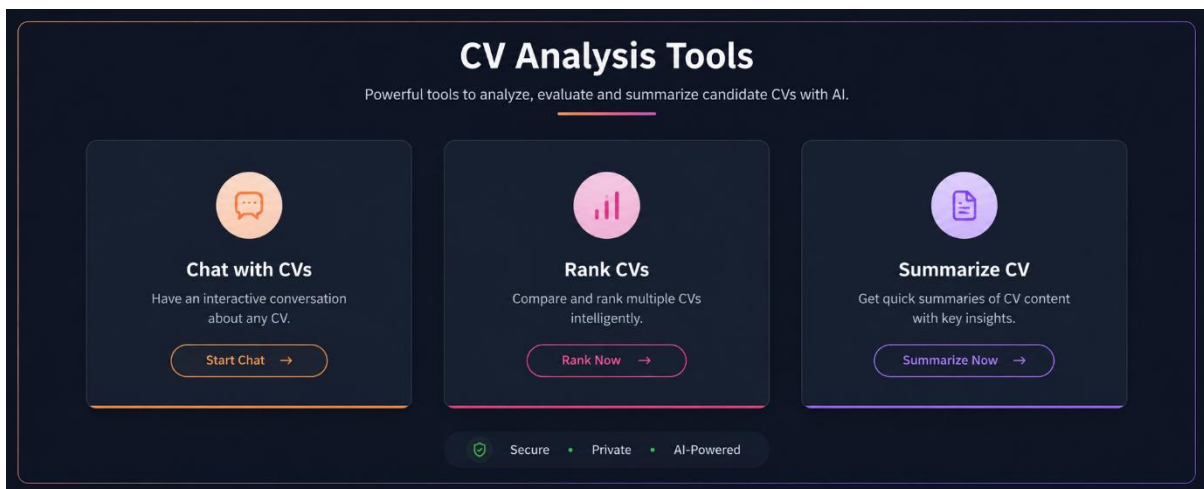 CV Analysis Tools
Powerful tools to analyze, evaluate and summarize candidate CVs with AI.
Chat with CVs
Have an interactive conversation
about any CV.
Start Chat →
Rank CVs
Compare and rank multiple CVs
intelligently.
Rank Now →
Summarize CV
Get quick summaries of CV content
with key insights.
Summarize Now →
Secure • Private • AI-Powered